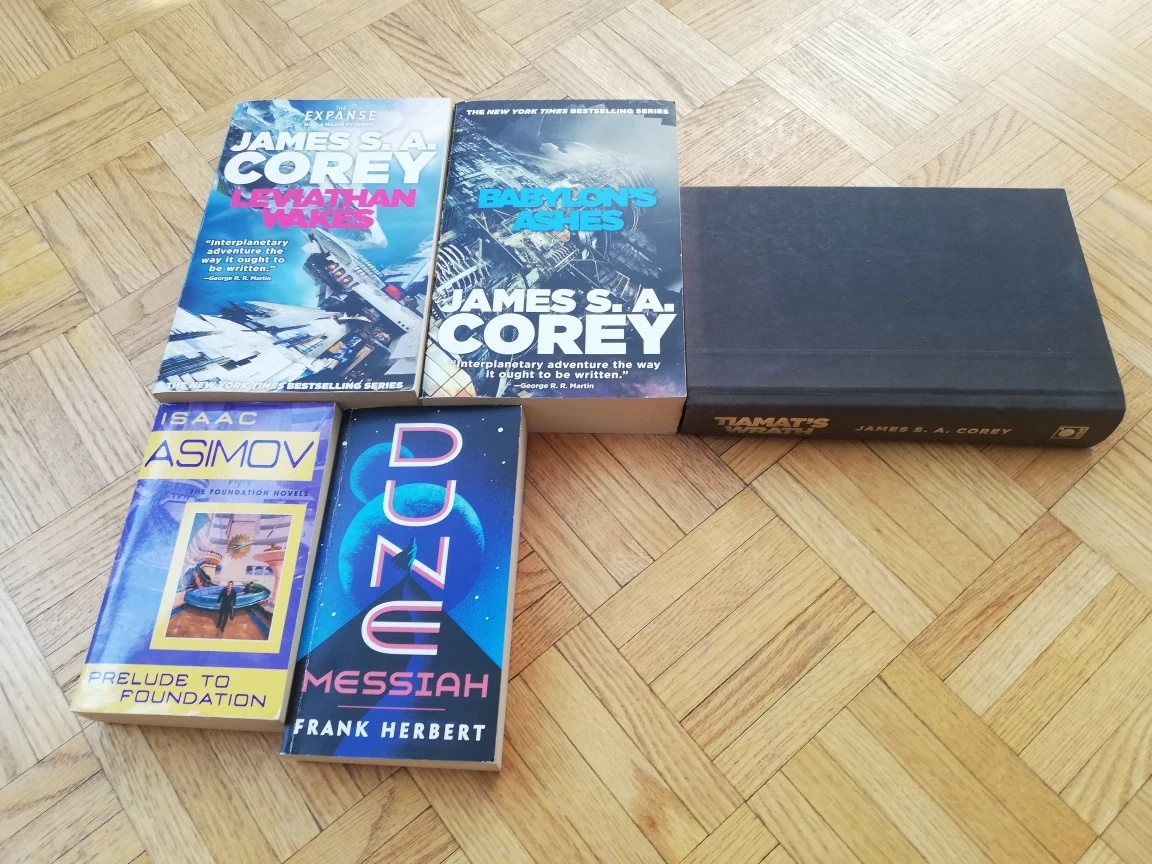 THE
EXPANSE
NOW A MAJOR TV SERIES
JAMES S. A.
COREY
LEVIATHAN
WAKES
"Interplanetary
adventure the
way it ought to
be written."
—George R. R. Martin
THE NEW YORK TIMES BESTSELLING SERIES
THE NEW YORK TIMES BESTSELLING SERIES
BABYLON'S
ASHES
JAMES S. A.
COREY
"Interplanetary adventure the way
it ought to be written."
—George R. R. Martin
TIAMAT'S
WRATH
JAMES S. A. COREY
ISAAC
ASIMOV
THE FOUNDATION NOVELS
PRELUDE TO
FOUNDATION
DUNE
MESSIAH
FRANK HERBERT